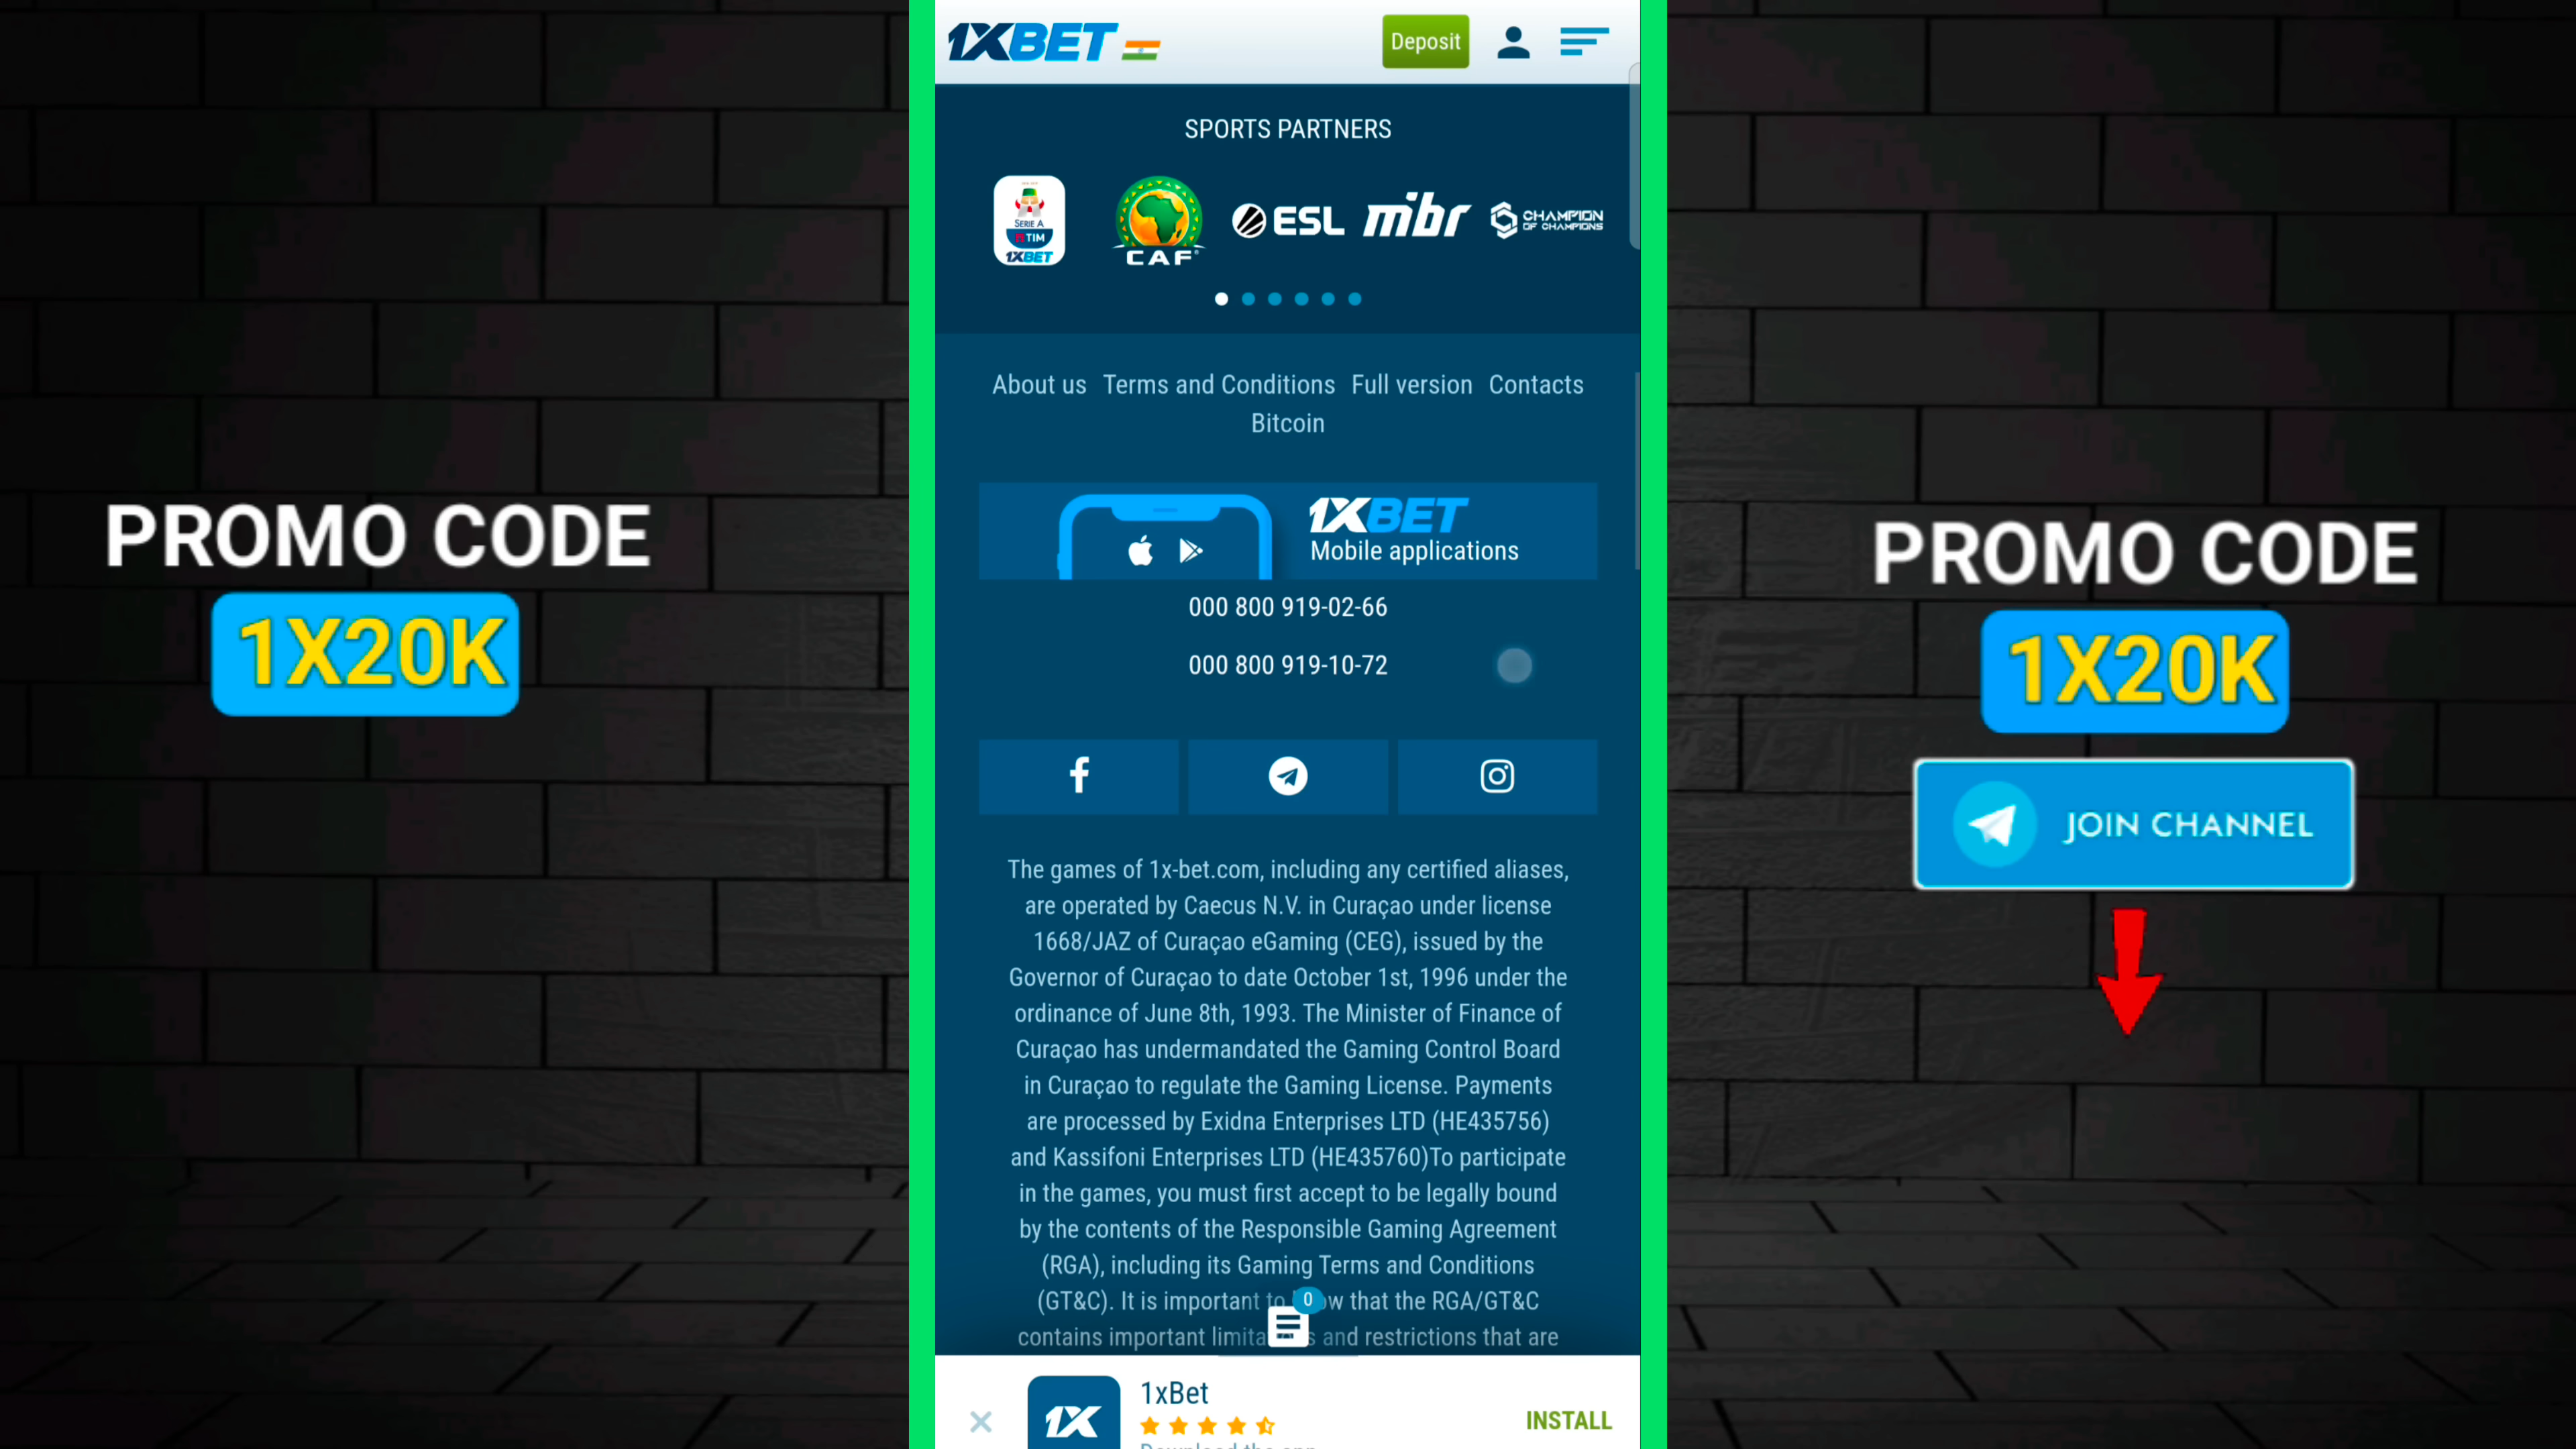 1XBET
Deposit
SPORTS PARTNERS
SERIE A
TIM
1XBET
CAF
ESL
mibr
CHAMPION
OF CHAMPIONS
About us Terms and Conditions Full version Contacts
Bitcoin
1XBET
Mobile applications
000 800 919-02-66
000 800 919-10-72
The games of 1x-bet.com, including any certified aliases,
are operated by Caecus N.V. in Curaçao under license
1668/JAZ of Curaçao eGaming (CEG), issued by the
Governor of Curaçao to date October 1st, 1996 under the
ordinance of June 8th, 1993. The Minister of Finance of
Curaçao has undermandated the Gaming Control Board
in Curaçao to regulate the Gaming License. Payments
are processed by Exidna Enterprises LTD (HE435756)
and Kassifoni Enterprises LTD (HE435760)To participate
in the games, you must first accept to be legally bound
by the contents of the Responsible Gaming Agreement
(RGA), including its Gaming Terms and Conditions
(GT&C). It is important to that the RGA/GT&C
contains important and restrictions that are
0
1X
1xBet
Download the app
INSTALL
PROMO CODE
1X20K
PROMO CODE
1X20K
JOIN CHANNEL